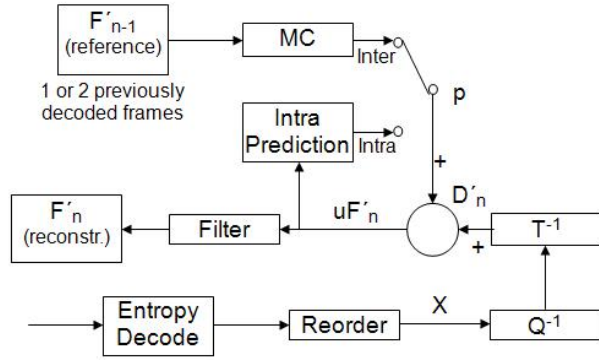 F´n-1
(reference)
MC
Inter
1 or 2 previously
decoded frames
p
Intra
Prediction
Intra
+
D´n
F´n
(reconstr.)
Filter
uF´n
+
T-1
Entropy
Decode
Reorder
X
Q-1